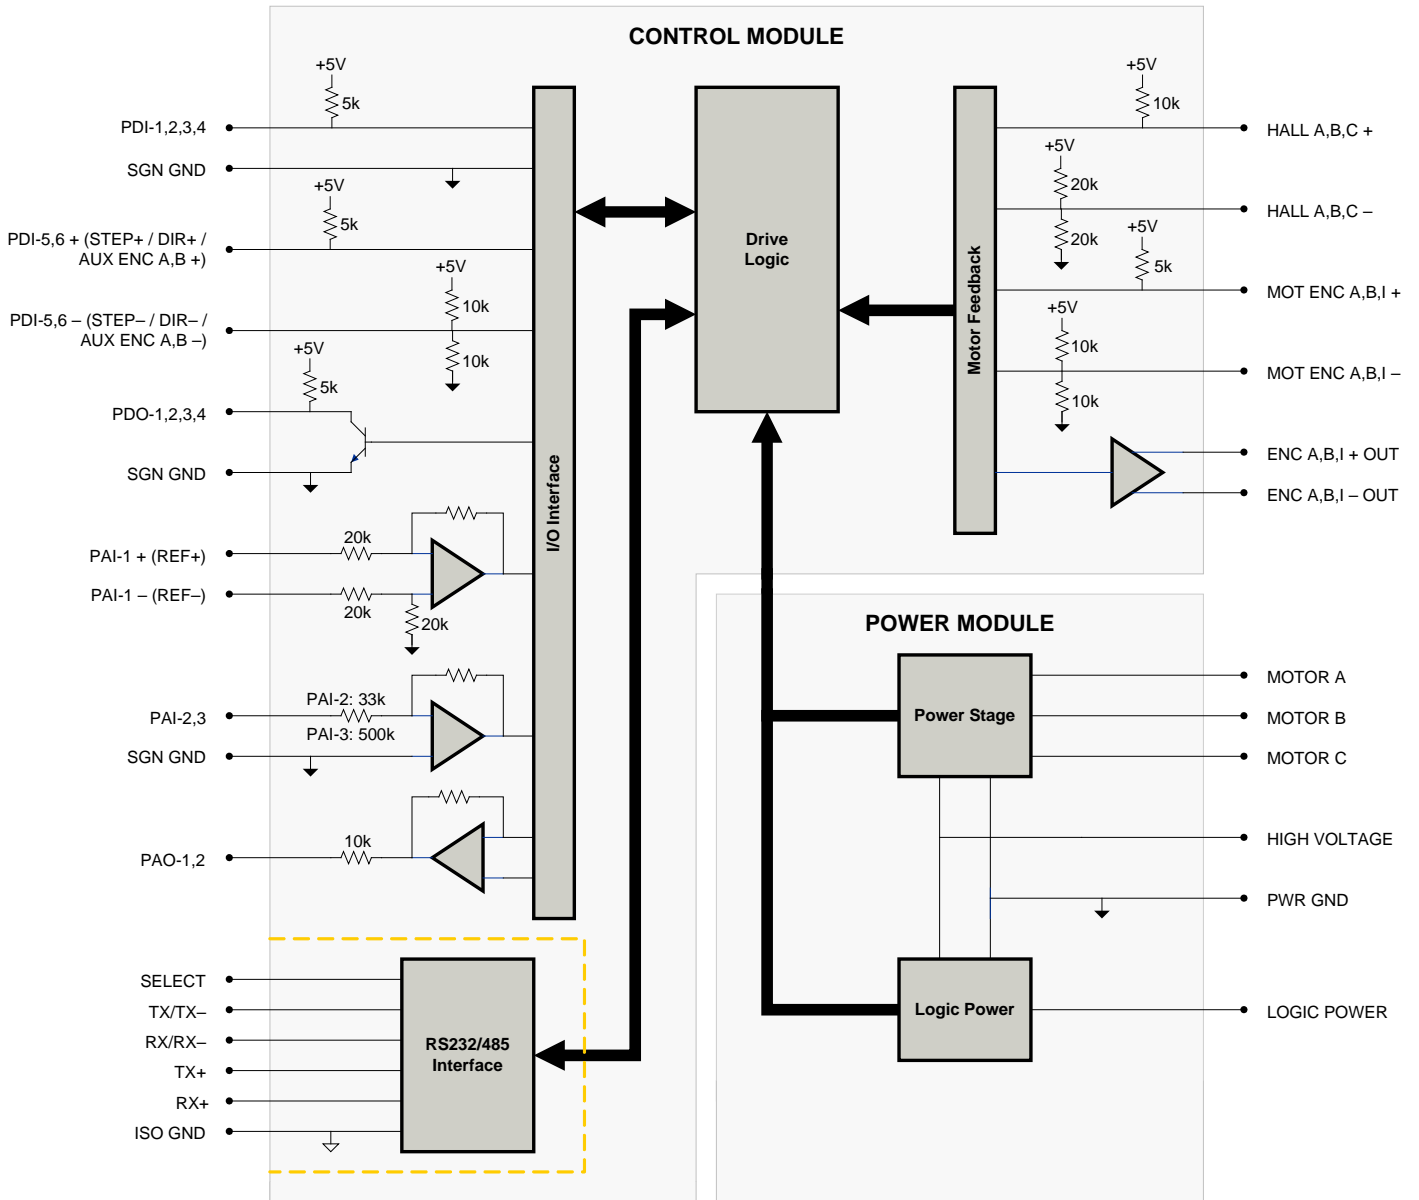 CONTROL MODULE
+5V
5k
PDI-1,2,3,4
SGN GND
+5V
5k
PDI-5,6 + (STEP+ / DIR+ /
AUX ENC A,B +)
+5V
10k
PDI-5,6 – (STEP– / DIR– /
AUX ENC A,B –)
10k
+5V
5k
PDO-1,2,3,4
SGN GND
20k
PAI-1 + (REF+)
PAI-1 – (REF–)
20k
20k
PAI-2: 33k
PAI-2,3
PAI-3: 500k
SGN GND
10k
PAO-1,2
I/O Interface
SELECT
TX/TX–
RX/RX–
TX+
RX+
ISO GND
RS232/485
Interface
Drive
Logic
Motor Feedback
+5V
10k
HALL A,B,C +
+5V
20k
HALL A,B,C –
20k
+5V
5k
MOT ENC A,B,I +
+5V
10k
MOT ENC A,B,I –
10k
ENC A,B,I + OUT
ENC A,B,I – OUT
POWER MODULE
Power Stage
MOTOR A
MOTOR B
MOTOR C
HIGH VOLTAGE
PWR GND
Logic Power
LOGIC POWER